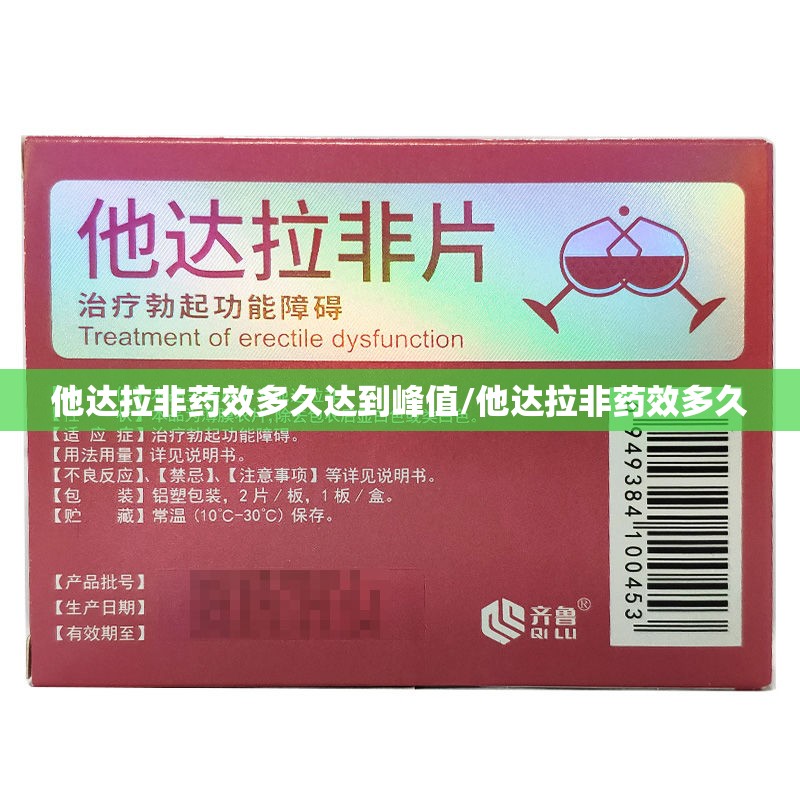 他达拉非片
治疗勃起功能障碍
Treatment of erectile dysfunction
他达拉非药效多久达到峰值/他达拉非药效多久
【适 应 症】治疗勃起功能障碍。
【用法用量】详见说明书。
【不良反应】、【禁忌】、【注意事项】等详见说明书。
【包 装】铝塑包装，2片/板，1板/盒。
【贮 藏】常温(10℃-30℃)保存。
【产品批号】
【生产日期】
【有效期至】
齐鲁®
QILU
949384100453